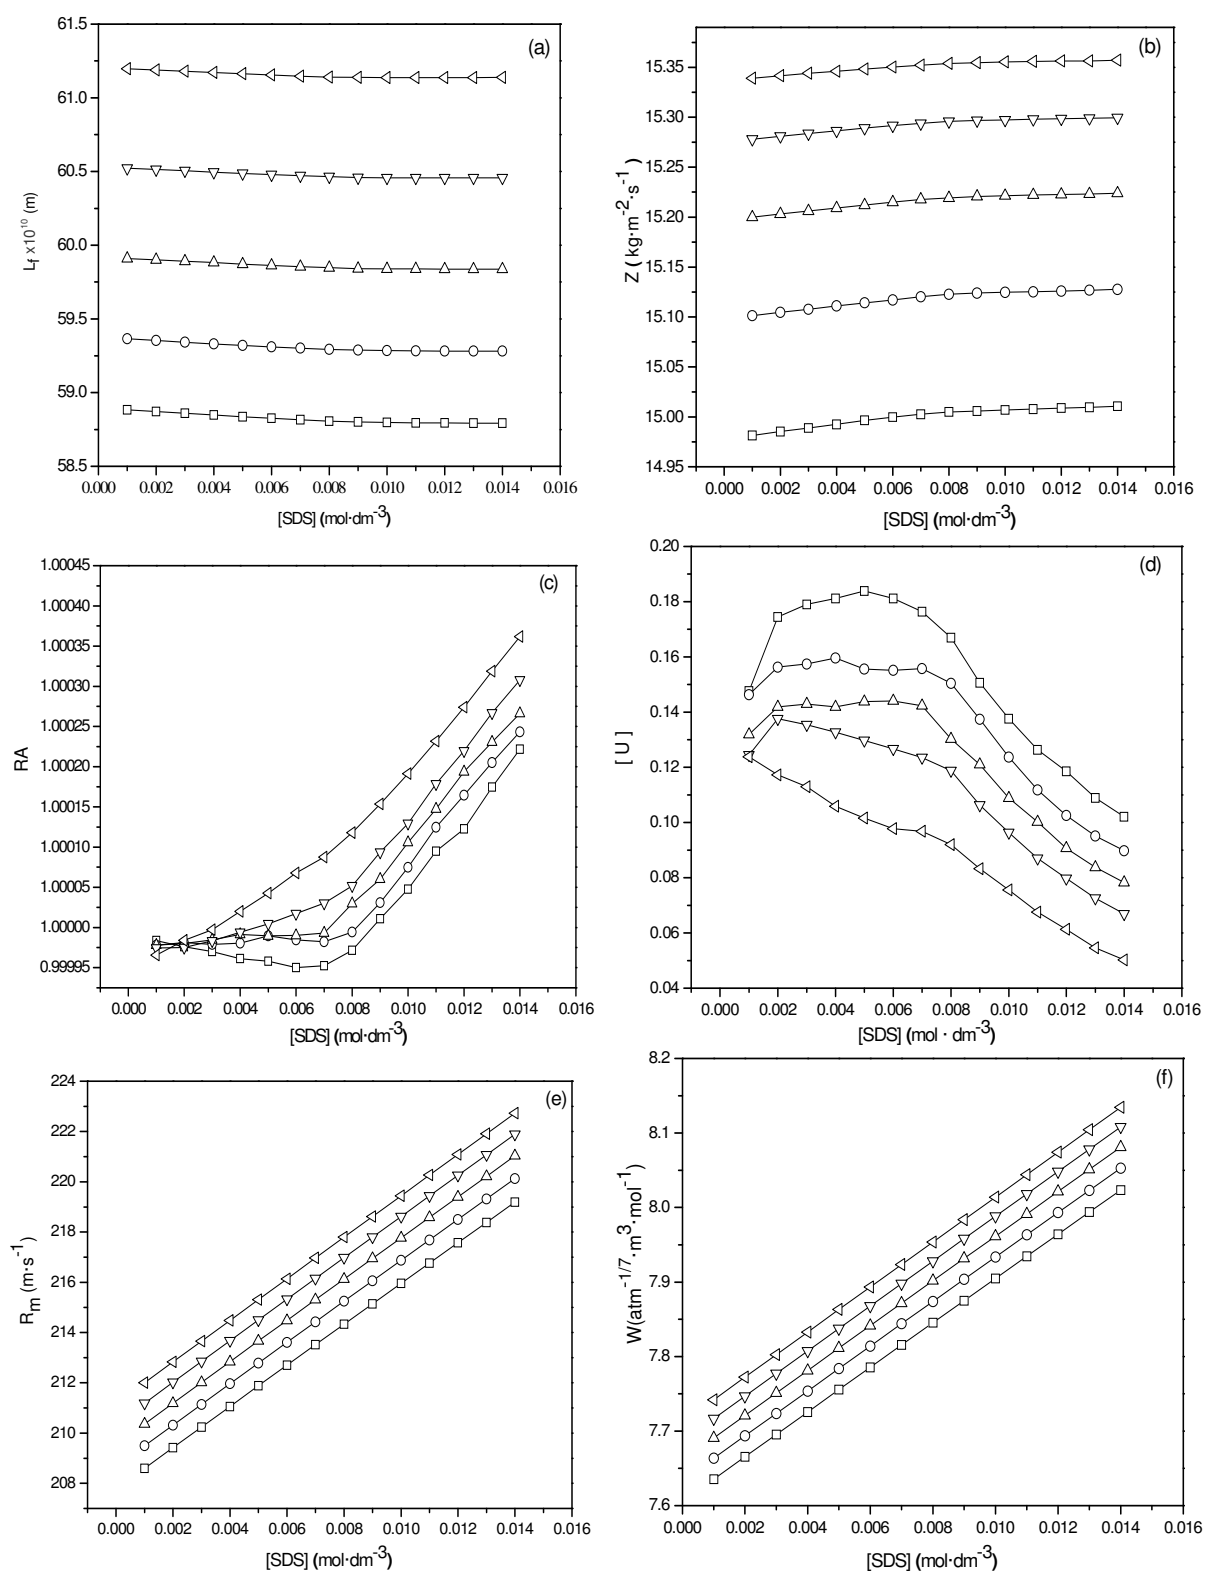 (a)
61.5
61.0
60.5
60.0
59.5
59.0
58.5
L_f x10^10 (m)
0.000 0.002 0.004 0.006 0.008 0.010 0.012 0.014 0.016
[SDS] (mol·dm^-3)
(b)
15.35
15.30
15.25
15.20
15.10
15.05
15.00
14.95
Z ( kg·m^-2·s^-1 )
0.000 0.002 0.004 0.006 0.008 0.010 0.012 0.014 0.016
[SDS] (mol·dm^-3)
(c)
1.00045
1.00040
1.00035
1.00030
1.00025
1.00020
1.00015
1.00010
1.00005
1.00000
0.99995
RA
0.000 0.002 0.004 0.006 0.008 0.010 0.012 0.014 0.016
[SDS] (mol·dm^-3)
(d)
0.20
0.18
0.16
0.14
0.12
0.10
0.08
0.06
0.04
[ U ]
0.000 0.002 0.004 0.006 0.008 0.010 0.012 0.014 0.016
[SDS] (mol · dm^-3)
(e)
224
222
220
218
216
214
212
210
208
R_m (m·s^-1)
0.000 0.002 0.004 0.006 0.008 0.010 0.012 0.014 0.016
[SDS] (mol·dm^-3)
(f)
8.2
8.1
8.0
7.9
7.8
7.7
7.6
W(atm^-1/7·m^3·mol^-1)
0.000 0.002 0.004 0.006 0.008 0.010 0.012 0.014 0.016
[SDS] (mol·dm^-3)